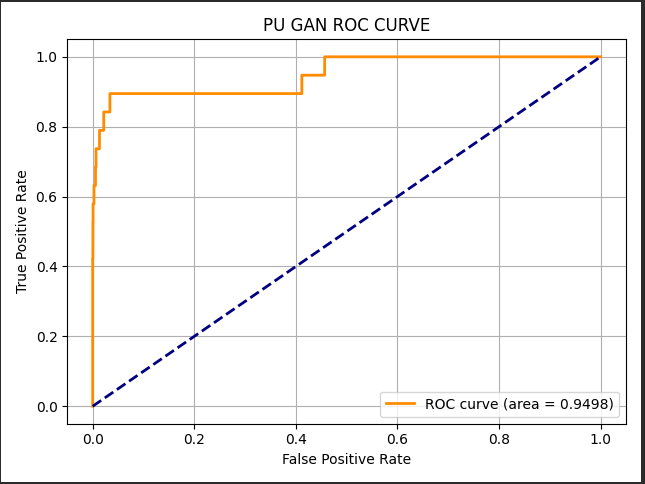 PU GAN ROC CURVE
1.0
0.8
0.6
0.4
0.2
0.0
True Positive Rate
0.0 0.2 0.4 0.6 0.8 1.0
False Positive Rate
ROC curve (area = 0.9498)